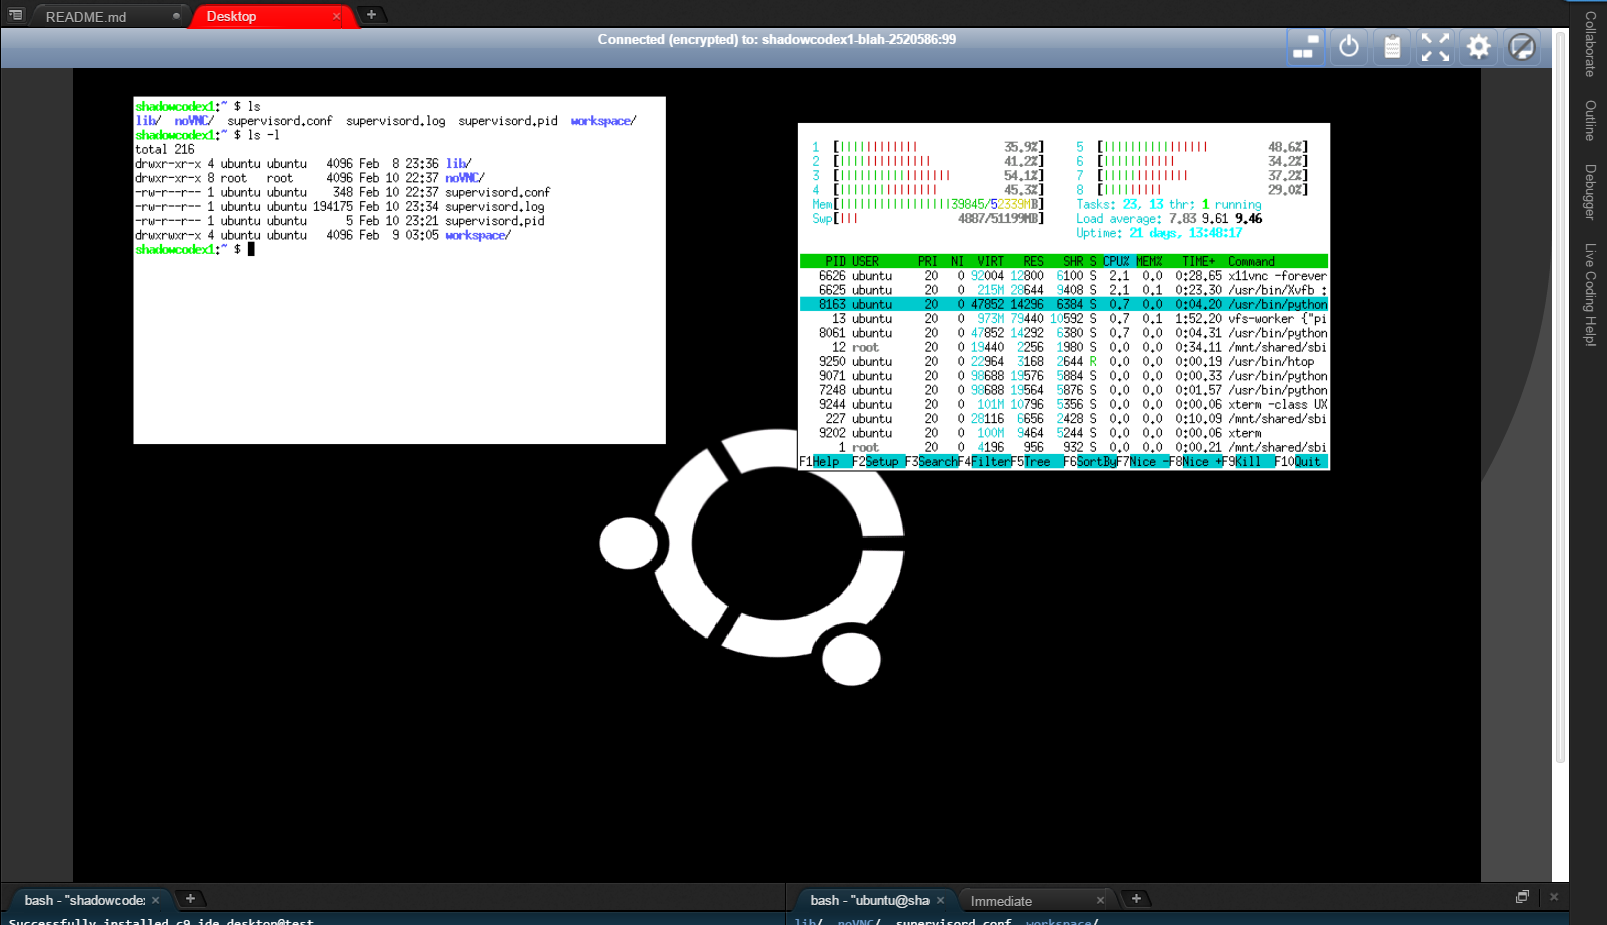 README.md
Desktop
Connected (encrypted) to: shadowcodex1-blah-2520586:99
Collaborate
Outline
Debugger
Live Coding Help!
shadowcodex1:~ $ ls
lib/ noVNC/ supervisord.conf supervisord.log supervisord.pid workspace/
shadowcodex1:~ $ ls -l
total 216
drwxr-xr-x 4 ubuntu ubuntu 4096 Feb 8 23:36 lib/
drwxr-xr-x 8 root root 4096 Feb 10 22:37 noVNC/
-rw-r--r-- 1 ubuntu ubuntu 348 Feb 10 22:37 supervisord.conf
-rw-r--r-- 1 ubuntu ubuntu 194175 Feb 10 23:34 supervisord.log
-rw-r--r-- 1 ubuntu ubuntu 5 Feb 10 23:21 supervisord.pid
drwxrwxr-x 4 ubuntu ubuntu 4096 Feb 9 03:05 workspace/
shadowcodex1:~ $
1 [|||||||||||| 35.9%] 5 [|||||||||||||||| 48.6%]
2 [|||||||||||||| 41.2%] 6 [||||||||||| 34.2%]
3 [||||||||||||||||| 54.1%] 7 [||||||||||||| 37.2%]
4 [||||||||||||||| 45.3%] 8 [||||||||| 29.0%]
Mem[|||||||||||||||||39845/52339MB] Tasks: 23, 13 thr; 1 running
Swp[||| 4887/51199MB] Load average: 7.83 9.61 9.46
Uptime: 21 days, 13:48:17
PID USER PRI NI VIRT RES SHR S CPU% MEM% TIME+ Command
6626 ubuntu 20 0 92004 12800 6100 S 2.1 0.0 0:28.65 x11vnc -forever
6625 ubuntu 20 0 215M 28644 9408 S 2.1 0.1 0:23.30 /usr/bin/Xvfb :
8163 ubuntu 20 0 47852 14296 6384 S 0.7 0.0 0:04.20 /usr/bin/python
13 ubuntu 20 0 973M 79440 10592 S 0.7 0.1 1:52.20 vfs-worker {"pi
8061 ubuntu 20 0 47852 14292 6380 S 0.7 0.0 0:04.31 /usr/bin/python
12 root 20 0 19440 2256 1980 S 0.0 0.0 0:34.11 /mnt/shared/sbi
9250 ubuntu 20 0 22964 3168 2644 R 0.0 0.0 0:00.19 /usr/bin/htop
9071 ubuntu 20 0 98688 19576 5884 S 0.0 0.0 0:00.33 /usr/bin/python
7248 ubuntu 20 0 98688 19564 5876 S 0.0 0.0 0:01.57 /usr/bin/python
9244 ubuntu 20 0 101M 10796 5356 S 0.0 0.0 0:00.06 xterm -class UX
227 ubuntu 20 0 28116 6656 2428 S 0.0 0.0 0:10.09 /mnt/shared/sbi
9202 ubuntu 20 0 100M 9464 5244 S 0.0 0.0 0:00.06 xterm
1 root 20 0 4196 956 932 S 0.0 0.0 0:00.21 /mnt/shared/sbi
F1Help F2Setup F3SearchF4FilterF5Tree F6SortByF7Nice -F8Nice +F9Kill F10Quit
bash - "shadowcode:
bash - "ubuntu@sha
Immediate
Successfully installed c9.ide.desktop@test
lib/ noVNC/ supervisord.conf workspace/